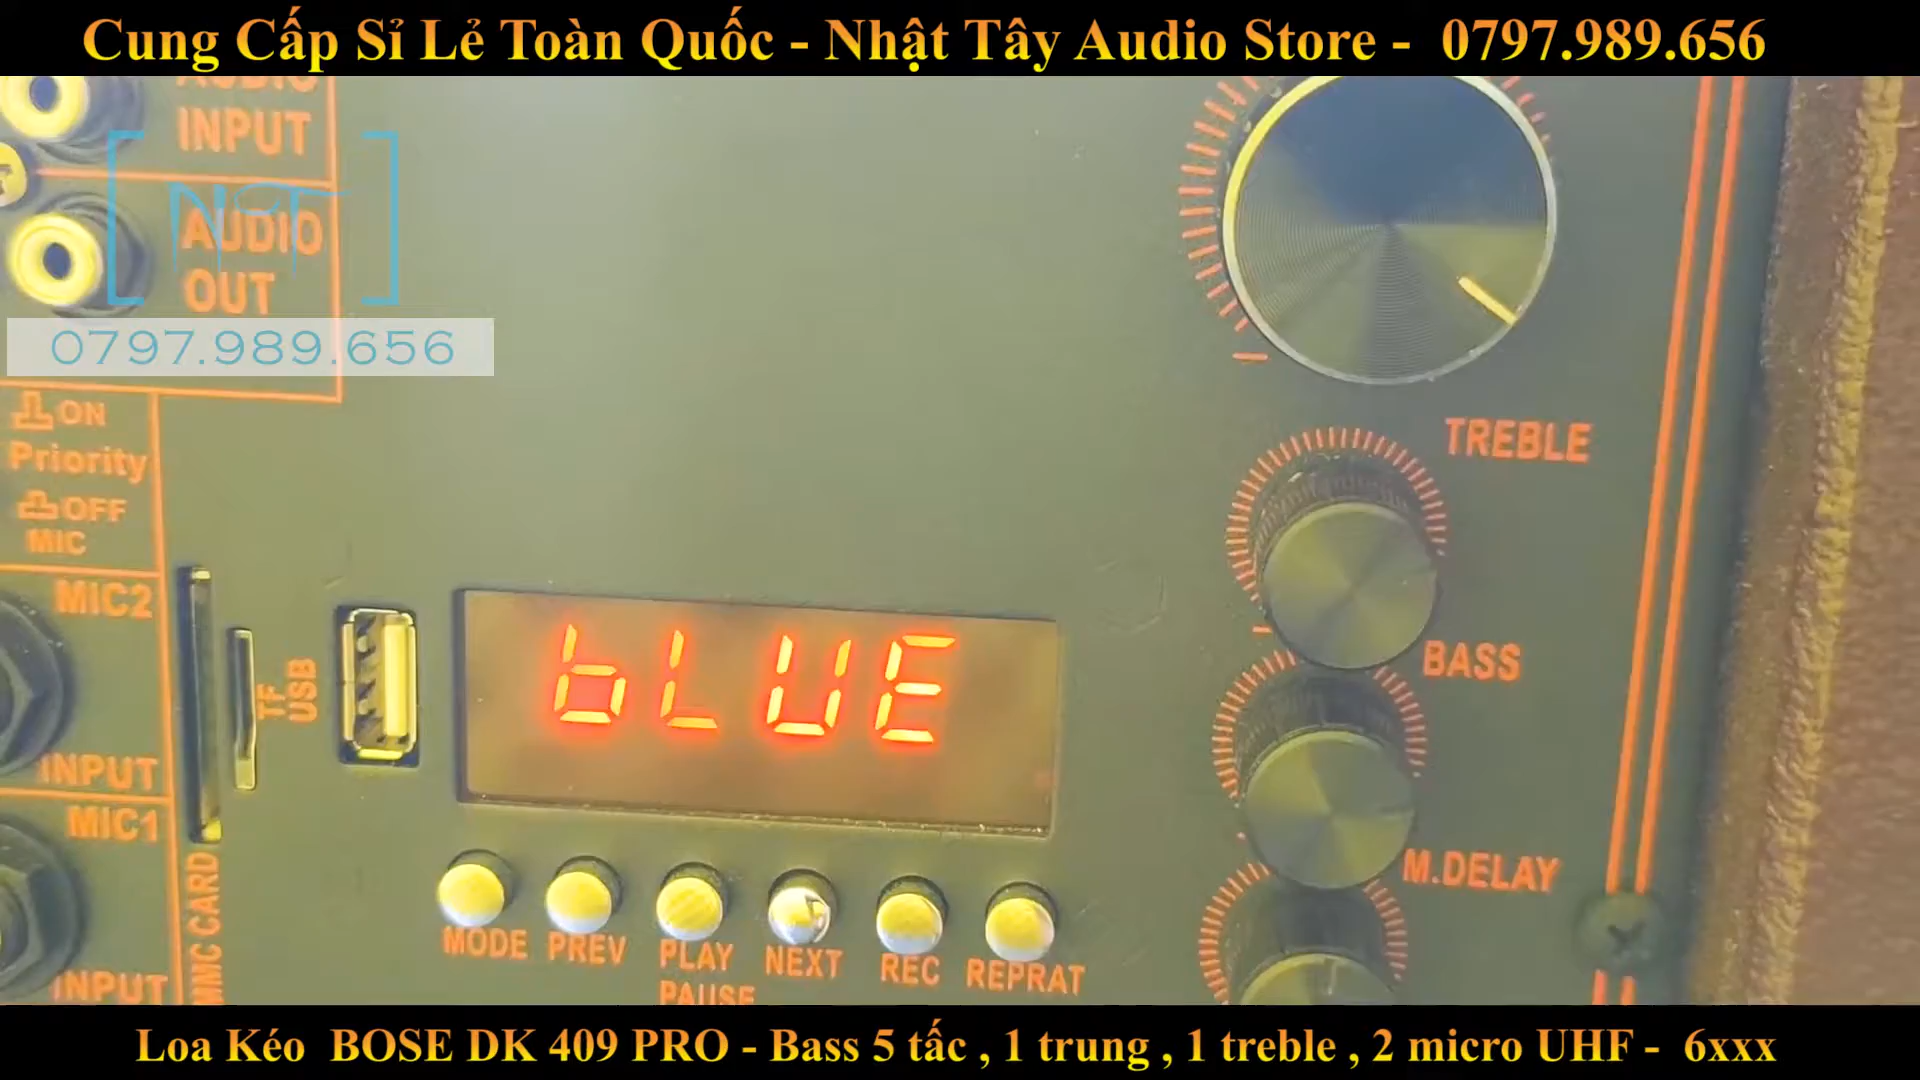 Cung Cấp Sỉ Lẻ Toàn Quốc - Nhật Tây Audio Store - 0797.989.656
AUDIO
INPUT
NT
AUDIO
OUT
0797.989.656
ON
Priority
OFF
MIC
MIC2
INPUT
MIC1
INPUT
MMC CARD
TF
USB
bLUE
MODE
PREV
PLAY
PAUSE
NEXT
REC
REPRAT
TREBLE
BASS
M.DELAY
Loa Kéo BOSE DK 409 PRO - Bass 5 tấc , 1 trung , 1 treble , 2 micro UHF - 6xxx